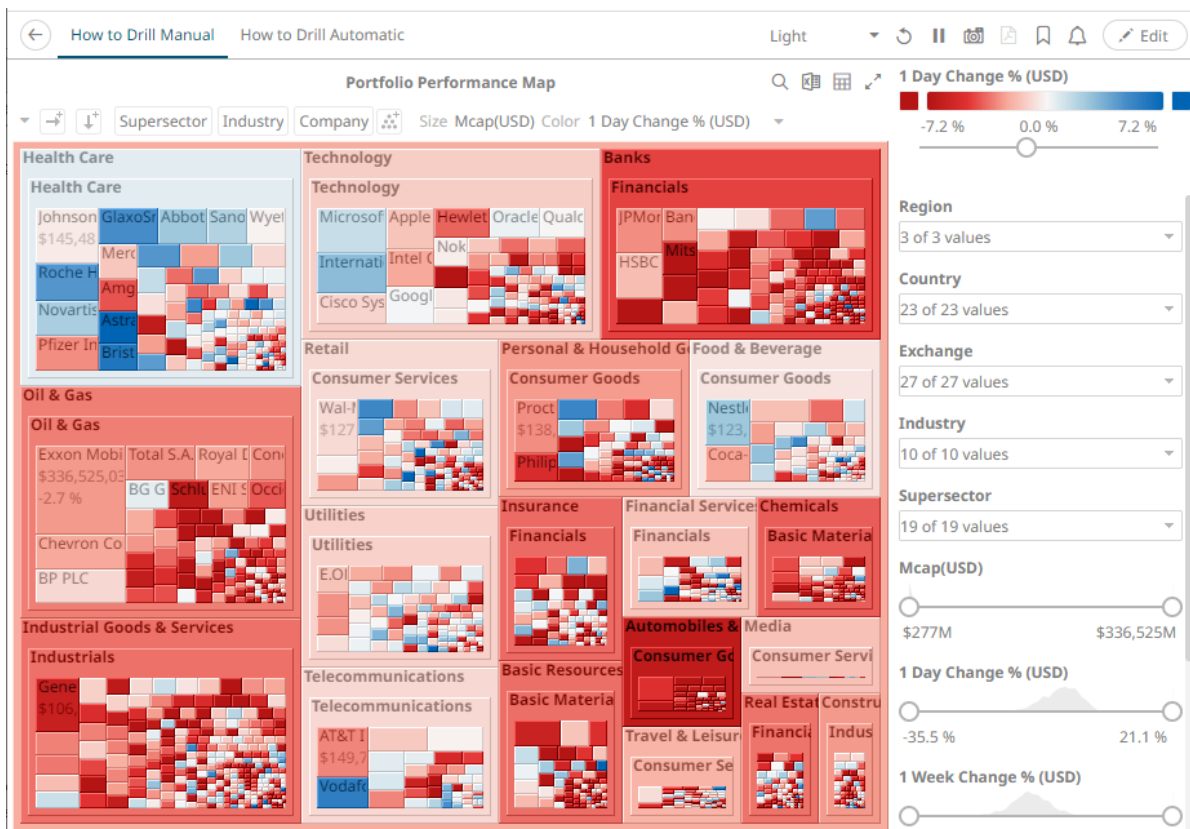 How to Drill Manual How to Drill Automatic Light Edit
Portfolio Performance Map
Supersector Industry Company Size Mcap(USD) Color 1 Day Change % (USD)
Health Care
Health Care
Johnson GlaxoSr Abbot Sano Wyet
$145,48
Merc
Roche H
Amg
Novartis
Astra
Pfizer In
Brist
Technology
Technology
Microsof Apple Hewlet Oracle Qualc
Nok
Internati Intel C
Cisco Sys Googl
Banks
Financials
JPMor Ban
Mits
HSBC
Oil & Gas
Oil & Gas
Exxon Mobi Total S.A. Royal D Con
$336,525,03
-2.7 %
BG G Schlu ENI S Occi
Chevron Co
BP PLC
Retail
Consumer Services
Wal-M
$127
Personal & Household Go
Consumer Goods
Proct
$138,
Philip
Food & Beverage
Consumer Goods
Nestl
$123,
Coca-
Utilities
Utilities
E.ON
Insurance
Financials
Financial Services
Financials
Chemicals
Basic Materia
Industrial Goods & Services
Industrials
Gene
$106,
Telecommunications
Telecommunications
AT&T I
$149,7
Vodafo
Basic Resources
Basic Materia
Automobiles &
Consumer Go
Media
Consumer Servi
Travel & Leisur
Consumer Se
Real Estat
Financia
Constru
Indus
1 Day Change % (USD)
-7.2 % 0.0 % 7.2 %
Region
3 of 3 values
Country
23 of 23 values
Exchange
27 of 27 values
Industry
10 of 10 values
Supersector
19 of 19 values
Mcap(USD)
$277M $336,525M
1 Day Change % (USD)
-35.5 % 21.1 %
1 Week Change % (USD)